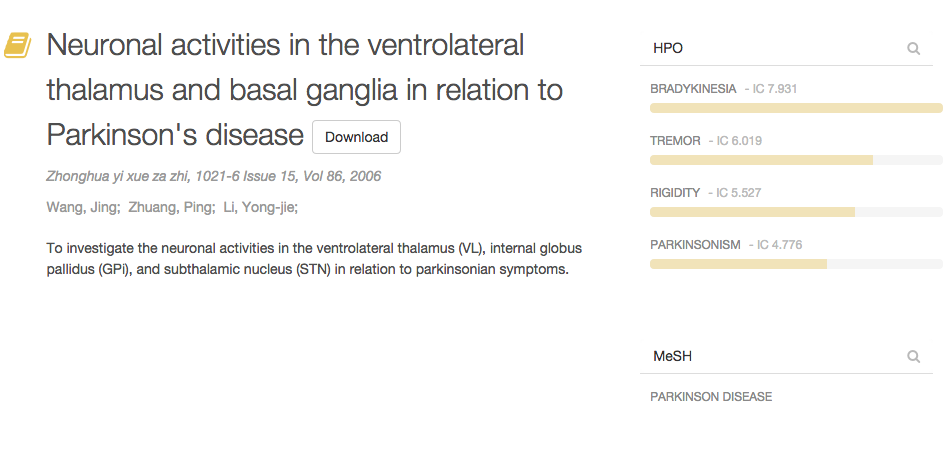 Neuronal activities in the ventrolateral
thalamus and basal ganglia in relation to
Parkinson's disease Download
Zhonghua yi xue za zhi, 1021-6 Issue 15, Vol 86, 2006
Wang, Jing; Zhuang, Ping; Li, Yong-jie;
To investigate the neuronal activities in the ventrolateral thalamus (VL), internal globus
pallidus (GPi), and subthalamic nucleus (STN) in relation to parkinsonian symptoms.
HPO
BRADYKINESIA - IC 7.931
TREMOR - IC 6.019
RIGIDITY - IC 5.527
PARKINSONISM - IC 4.776
MeSH
PARKINSON DISEASE